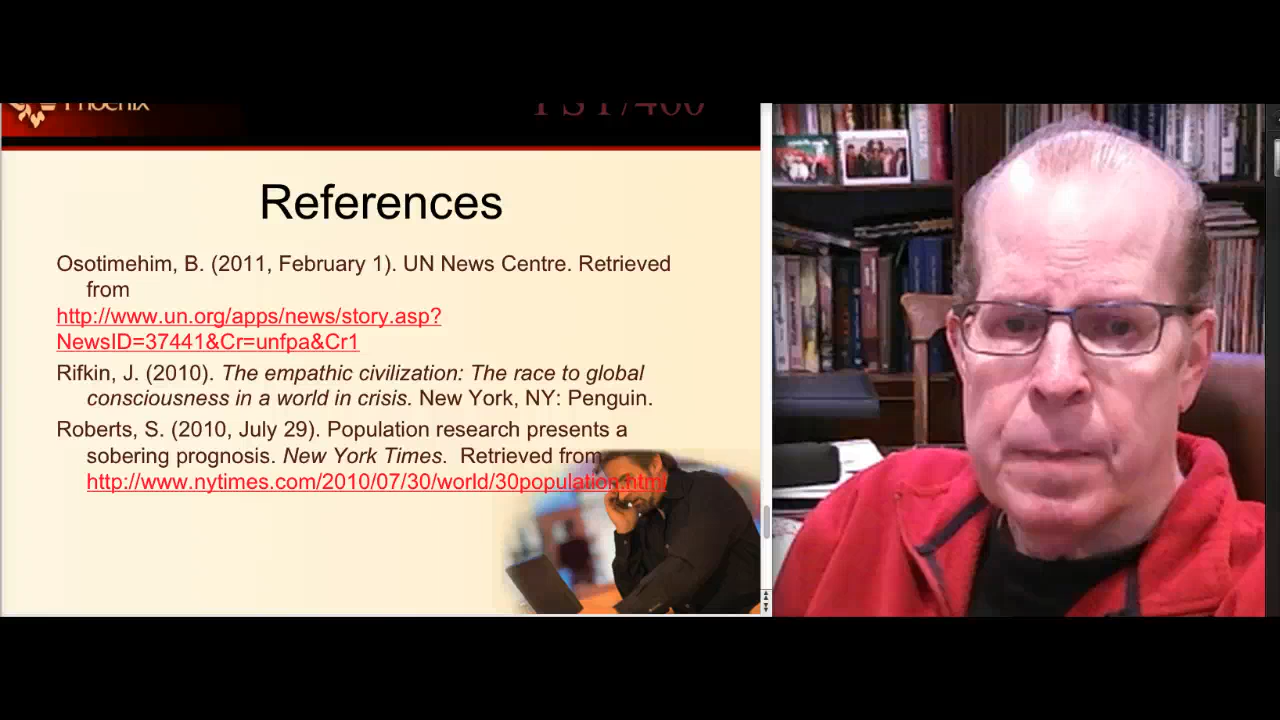 Phoenix
PSY/460
References
Osotimehim, B. (2011, February 1). UN News Centre. Retrieved
from
http://www.un.org/apps/news/story.asp?
NewsID=37441&Cr=unfpa&Cr1
Rifkin, J. (2010). The empathic civilization: The race to global
consciousness in a world in crisis. New York, NY: Penguin.
Roberts, S. (2010, July 29). Population research presents a
sobering prognosis. New York Times. Retrieved from
http://www.nytimes.com/2010/07/30/world/30population.html